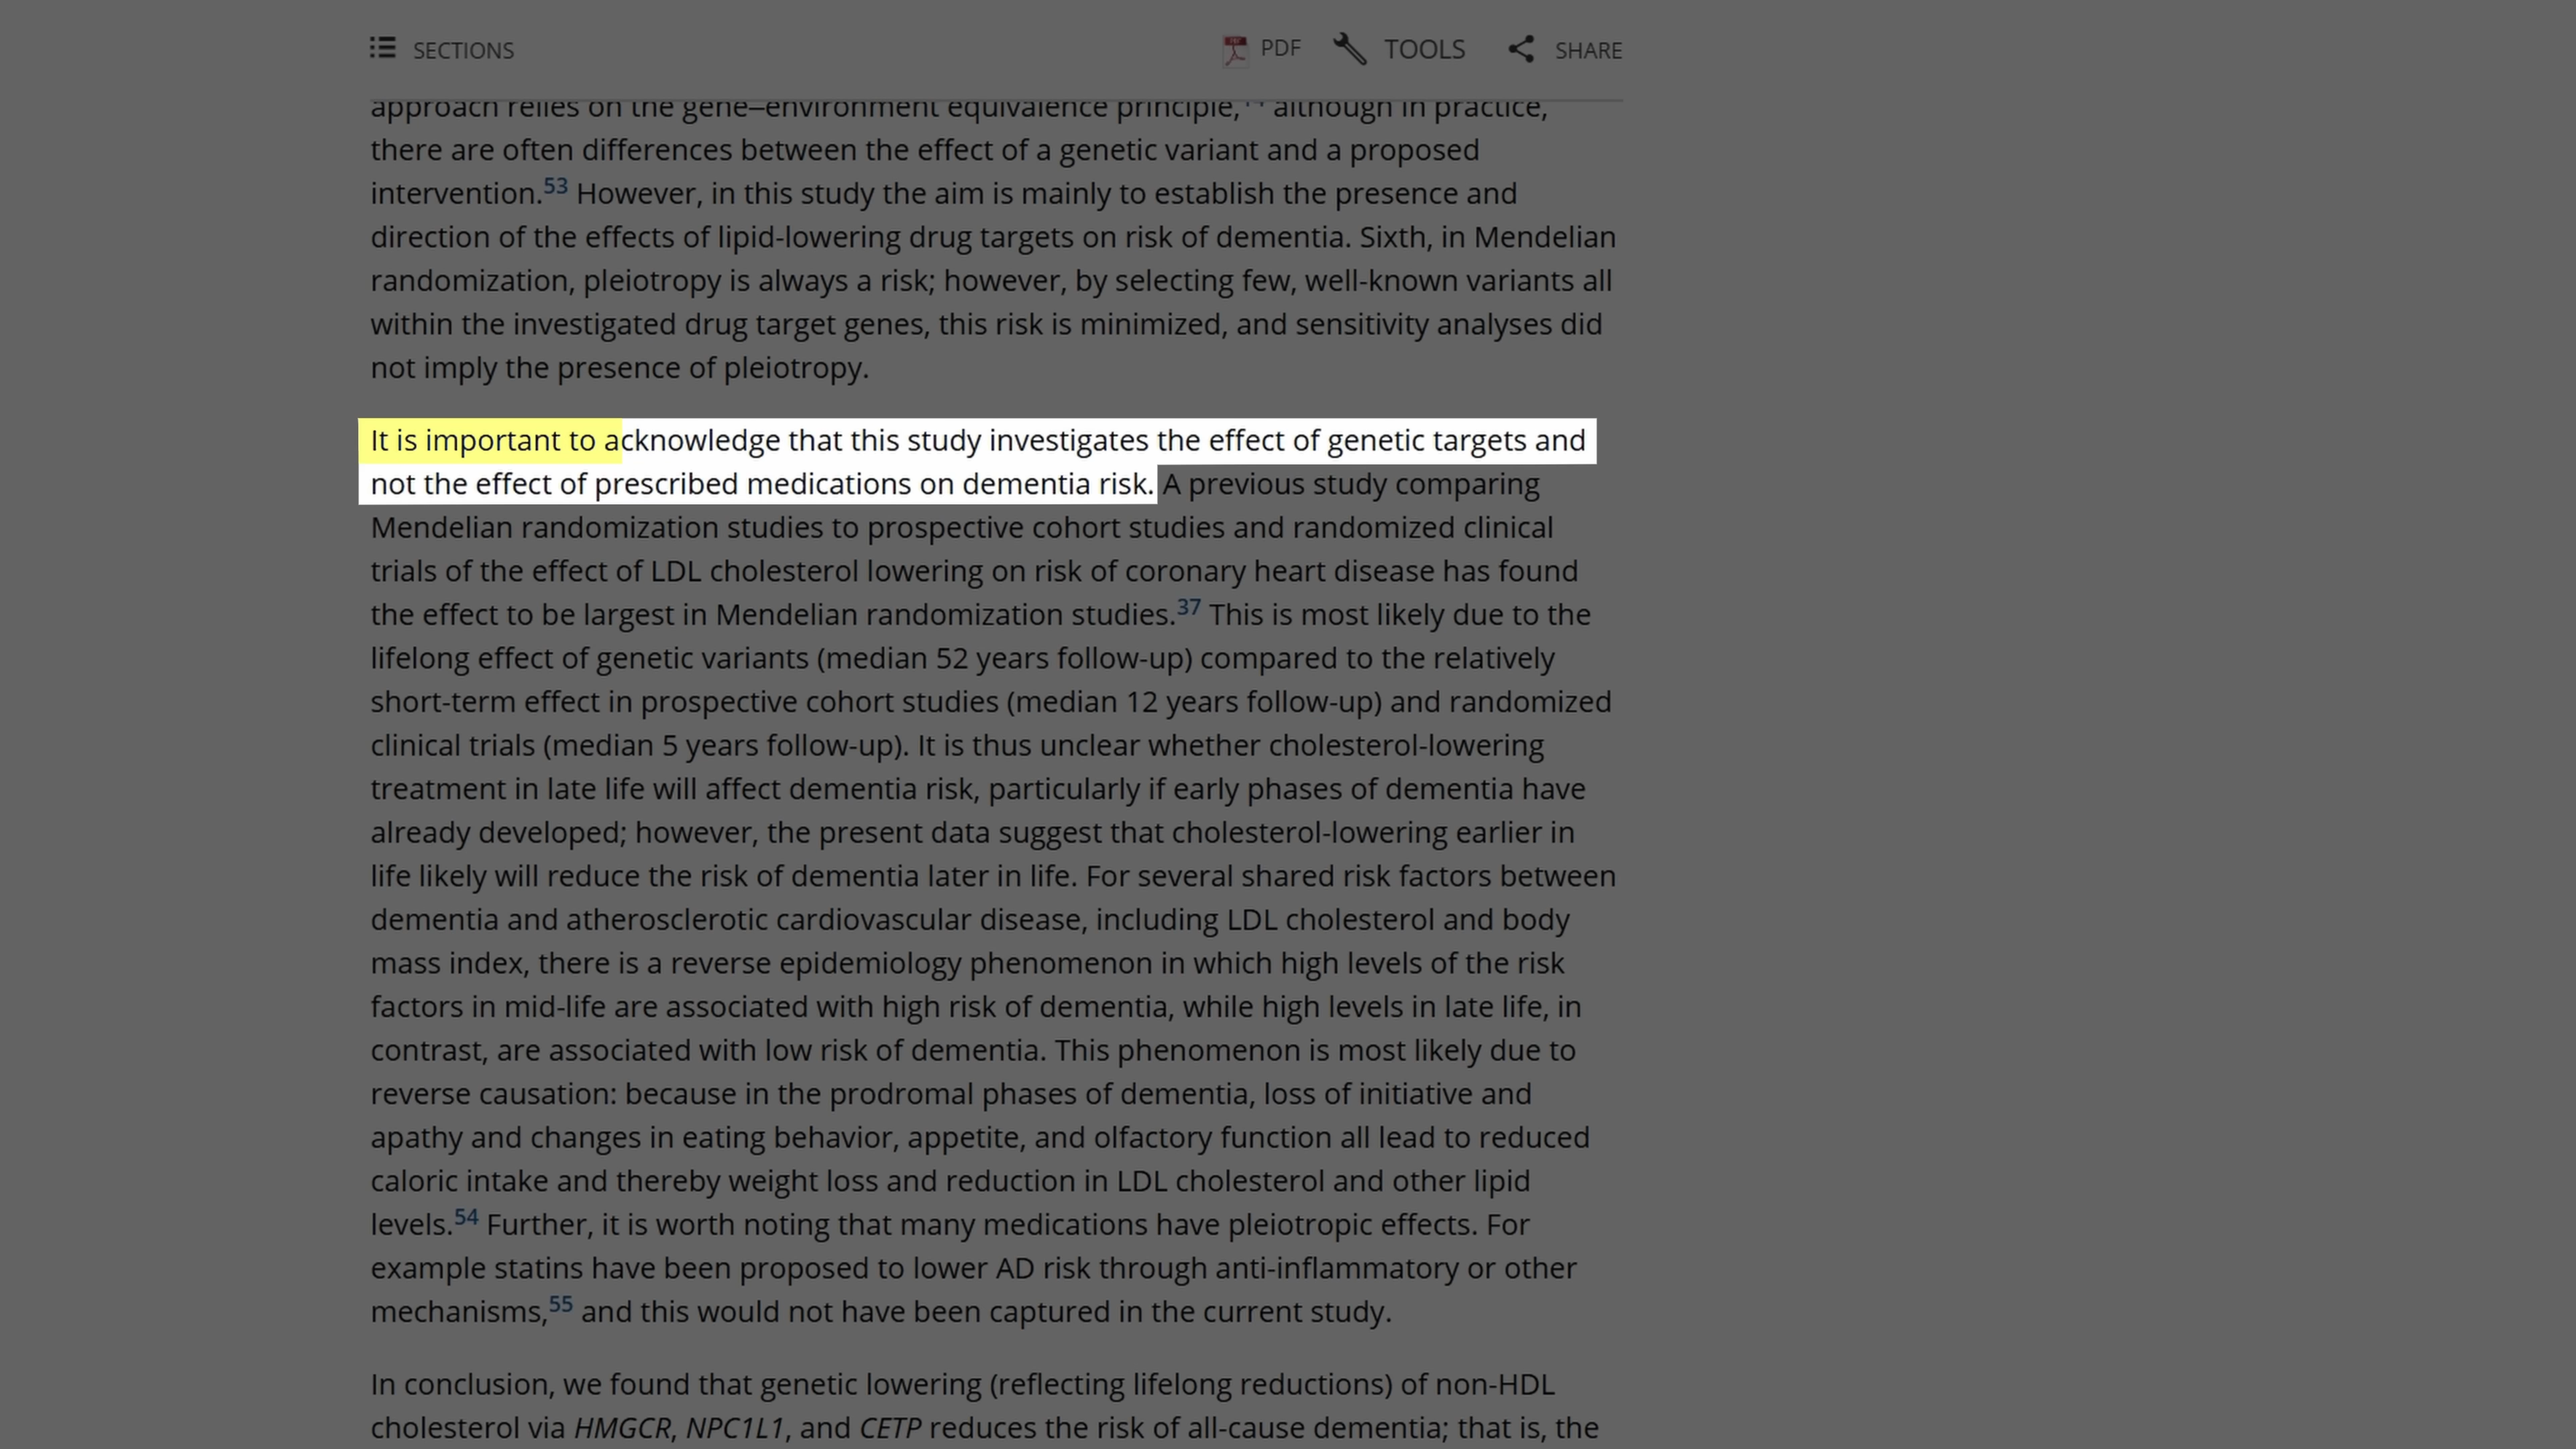 SECTIONS
PDF
TOOLS
SHARE
approach relies on the gene–environment equivalence principle, although in practice,
there are often differences between the effect of a genetic variant and a proposed
intervention.53 However, in this study the aim is mainly to establish the presence and
direction of the effects of lipid-lowering drug targets on risk of dementia. Sixth, in Mendelian
randomization, pleiotropy is always a risk; however, by selecting few, well-known variants all
within the investigated drug target genes, this risk is minimized, and sensitivity analyses did
not imply the presence of pleiotropy.
It is important to acknowledge that this study investigates the effect of genetic targets and
not the effect of prescribed medications on dementia risk. A previous study comparing
Mendelian randomization studies to prospective cohort studies and randomized clinical
trials of the effect of LDL cholesterol lowering on risk of coronary heart disease has found
the effect to be largest in Mendelian randomization studies.37 This is most likely due to the
lifelong effect of genetic variants (median 52 years follow-up) compared to the relatively
short-term effect in prospective cohort studies (median 12 years follow-up) and randomized
clinical trials (median 5 years follow-up). It is thus unclear whether cholesterol-lowering
treatment in late life will affect dementia risk, particularly if early phases of dementia have
already developed; however, the present data suggest that cholesterol-lowering earlier in
life likely will reduce the risk of dementia later in life. For several shared risk factors between
dementia and atherosclerotic cardiovascular disease, including LDL cholesterol and body
mass index, there is a reverse epidemiology phenomenon in which high levels of the risk
factors in mid-life are associated with high risk of dementia, while high levels in late life, in
contrast, are associated with low risk of dementia. This phenomenon is most likely due to
reverse causation: because in the prodromal phases of dementia, loss of initiative and
apathy and changes in eating behavior, appetite, and olfactory function all lead to reduced
caloric intake and thereby weight loss and reduction in LDL cholesterol and other lipid
levels.54 Further, it is worth noting that many medications have pleiotropic effects. For
example statins have been proposed to lower AD risk through anti-inflammatory or other
mechanisms,55 and this would not have been captured in the current study.
In conclusion, we found that genetic lowering (reflecting lifelong reductions) of non-HDL
cholesterol via HMGCR, NPC1L1, and CETP reduces the risk of all-cause dementia; that is, the